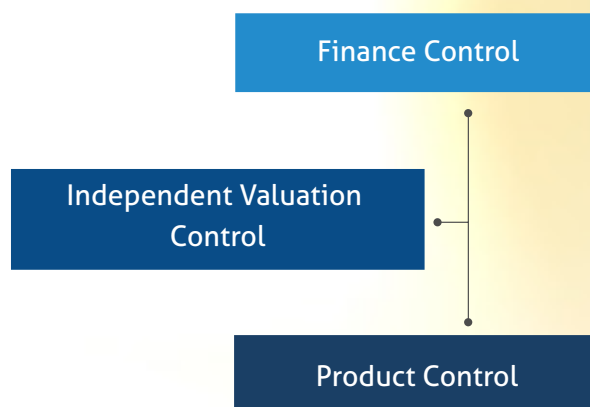 Finance Control
Independent Valuation
Control
Product Control